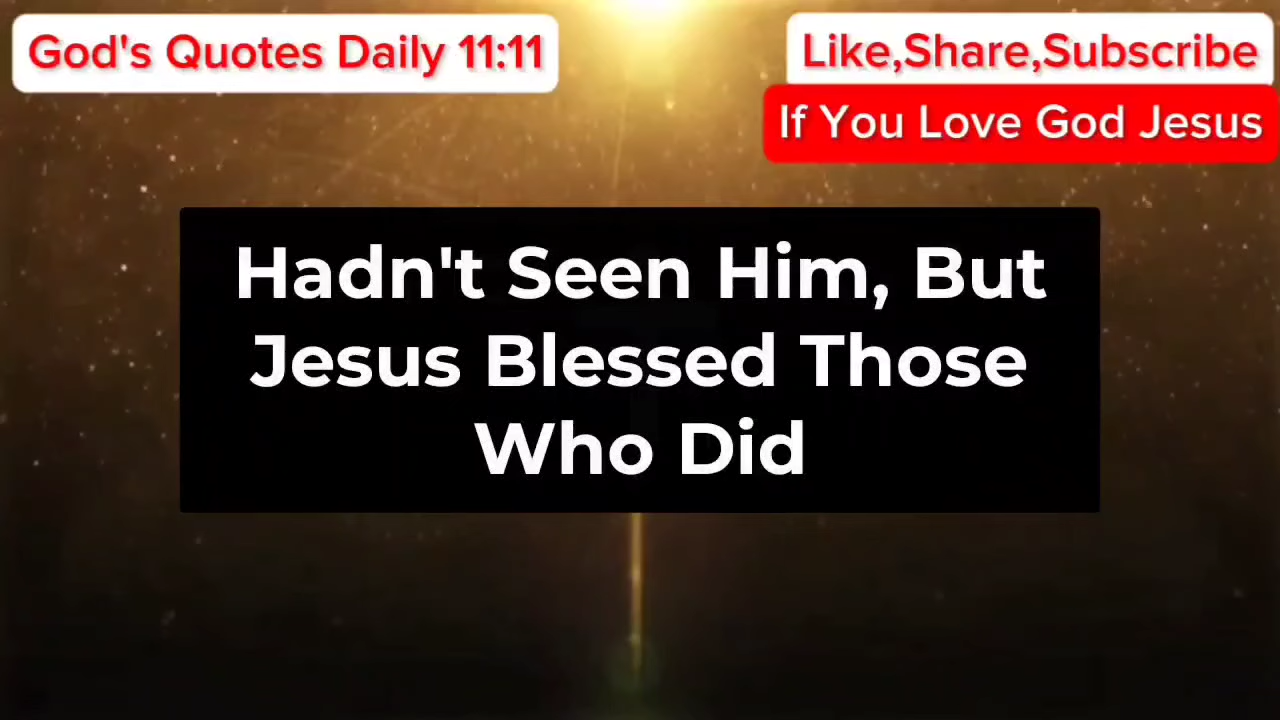 God's Quotes Daily 11:11
Like,Share,Subscribe
If You Love God Jesus
Hadn't Seen Him, But
Jesus Blessed Those
Who Did